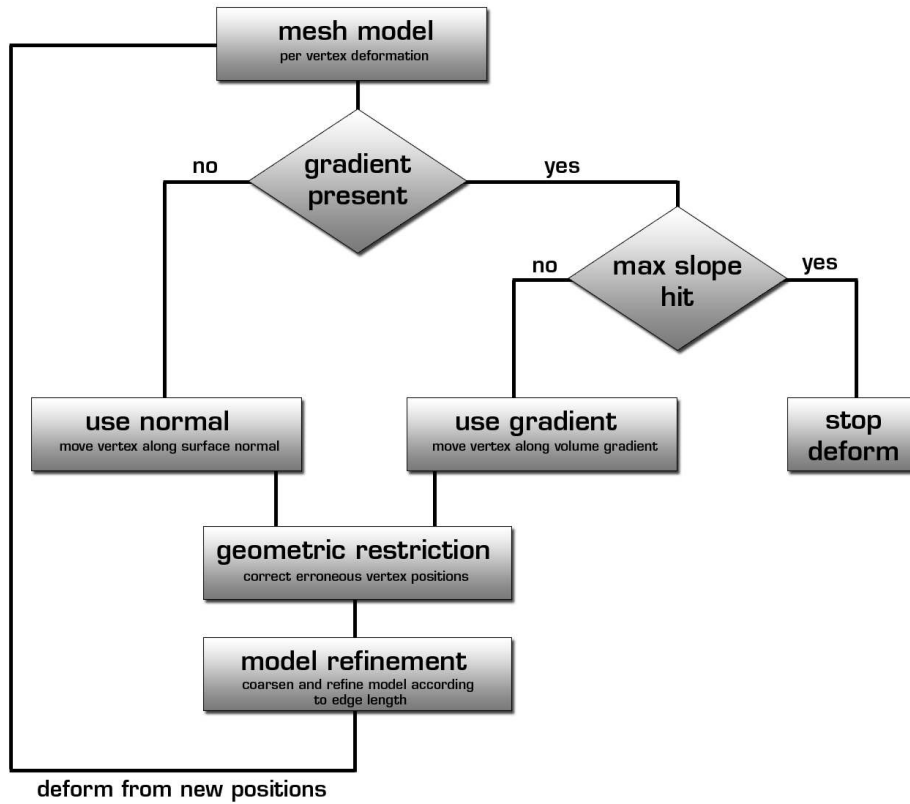 mesh model
per vertex deformation
gradient
present
no
yes
max slope
hit
no
yes
use normal
move vertex along surface normal
use gradient
move vertex along volume gradient
stop
deform
geometric restriction
correct erroneous vertex positions
model refinement
coarsen and refine model according
to edge length
deform from new positions